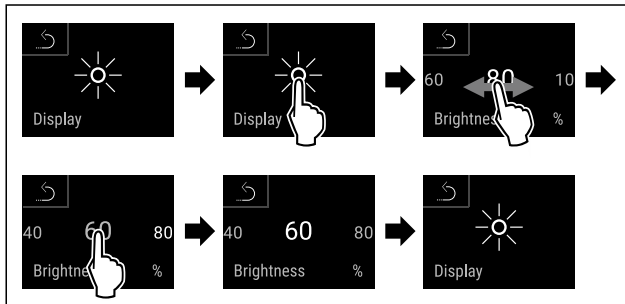 Display
Display
60 80 10
Brightnes %
40 60 80
Brightne %
40 60 80
Brightness %
Display